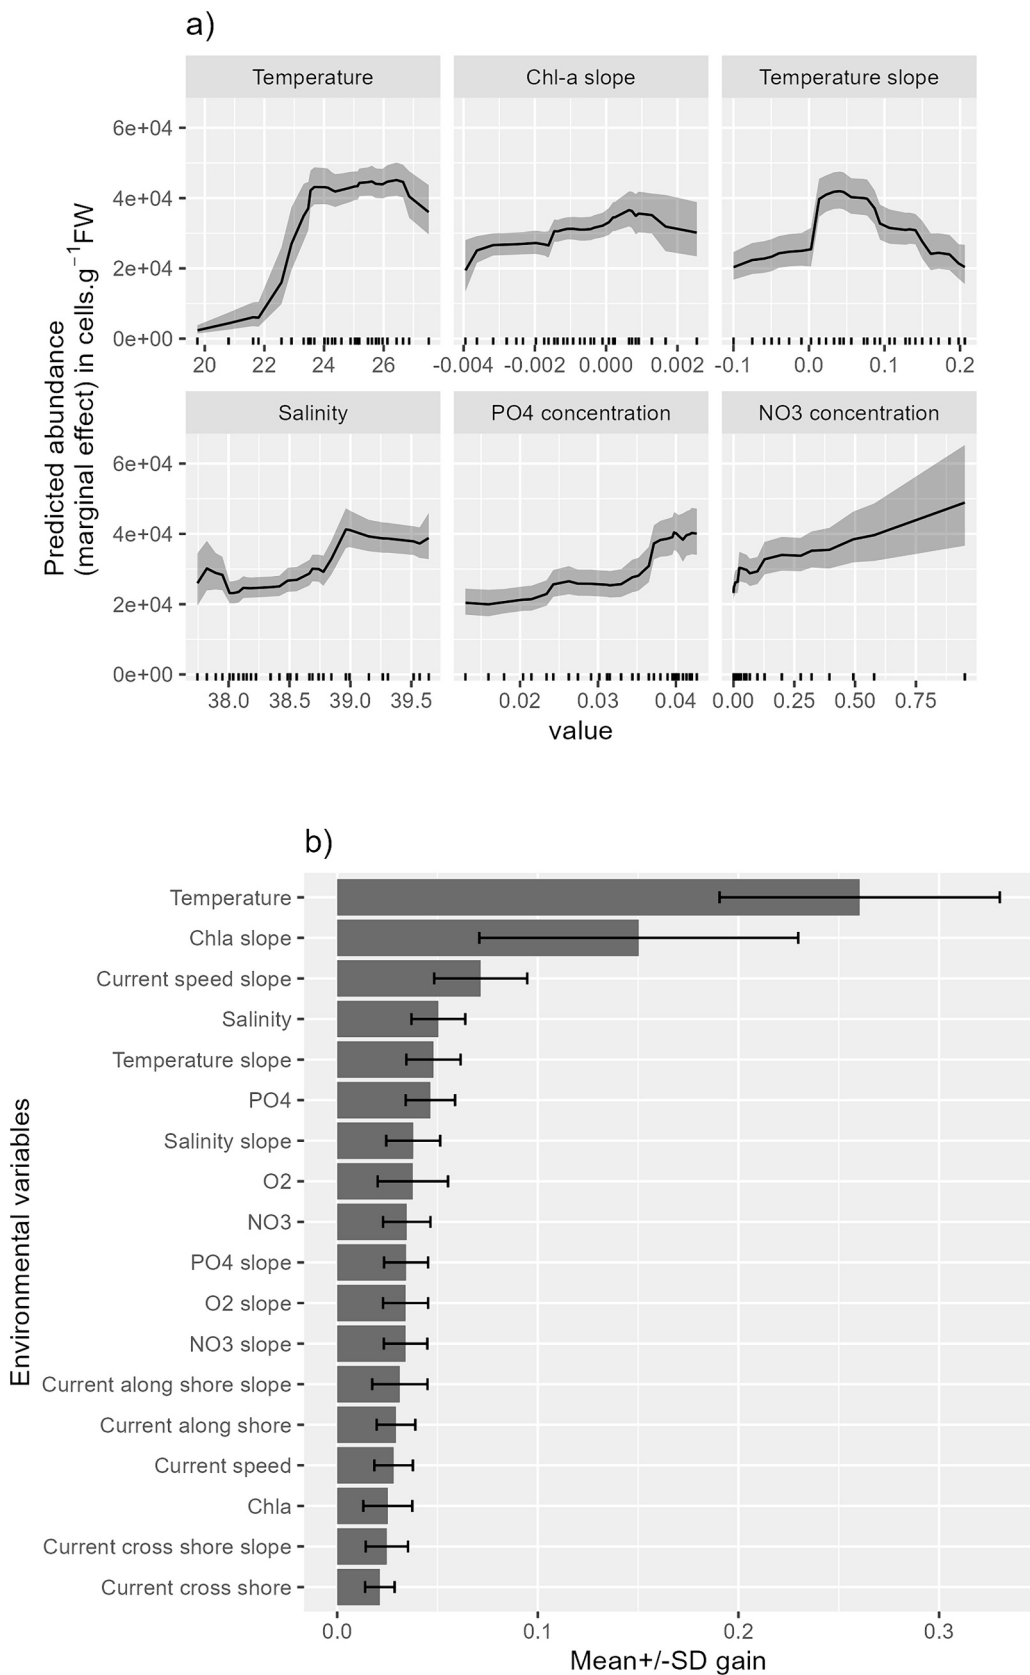 a)
Temperature
Chl-a slope
Temperature slope
6e+04
4e+04
2e+04
0e+00
20 22 24 26
-0.004 -0.002 0.000 0.002
-0.1 0.0 0.1 0.2
Predicted abundance
(marginal effect) in cells.g⁻¹FW
Salinity
PO4 concentration
NO3 concentration
6e+04
4e+04
2e+04
0e+00
38.0 38.5 39.0 39.5
0.02 0.03 0.04
0.00 0.25 0.50 0.75
value
b)
Environmental variables
Temperature
Chla slope
Current speed slope
Salinity
Temperature slope
PO4
Salinity slope
O2
NO3
PO4 slope
O2 slope
NO3 slope
Current along shore slope
Current along shore
Current speed
Chla
Current cross shore slope
Current cross shore
0.0 0.1 0.2 0.3
Mean+/-SD gain